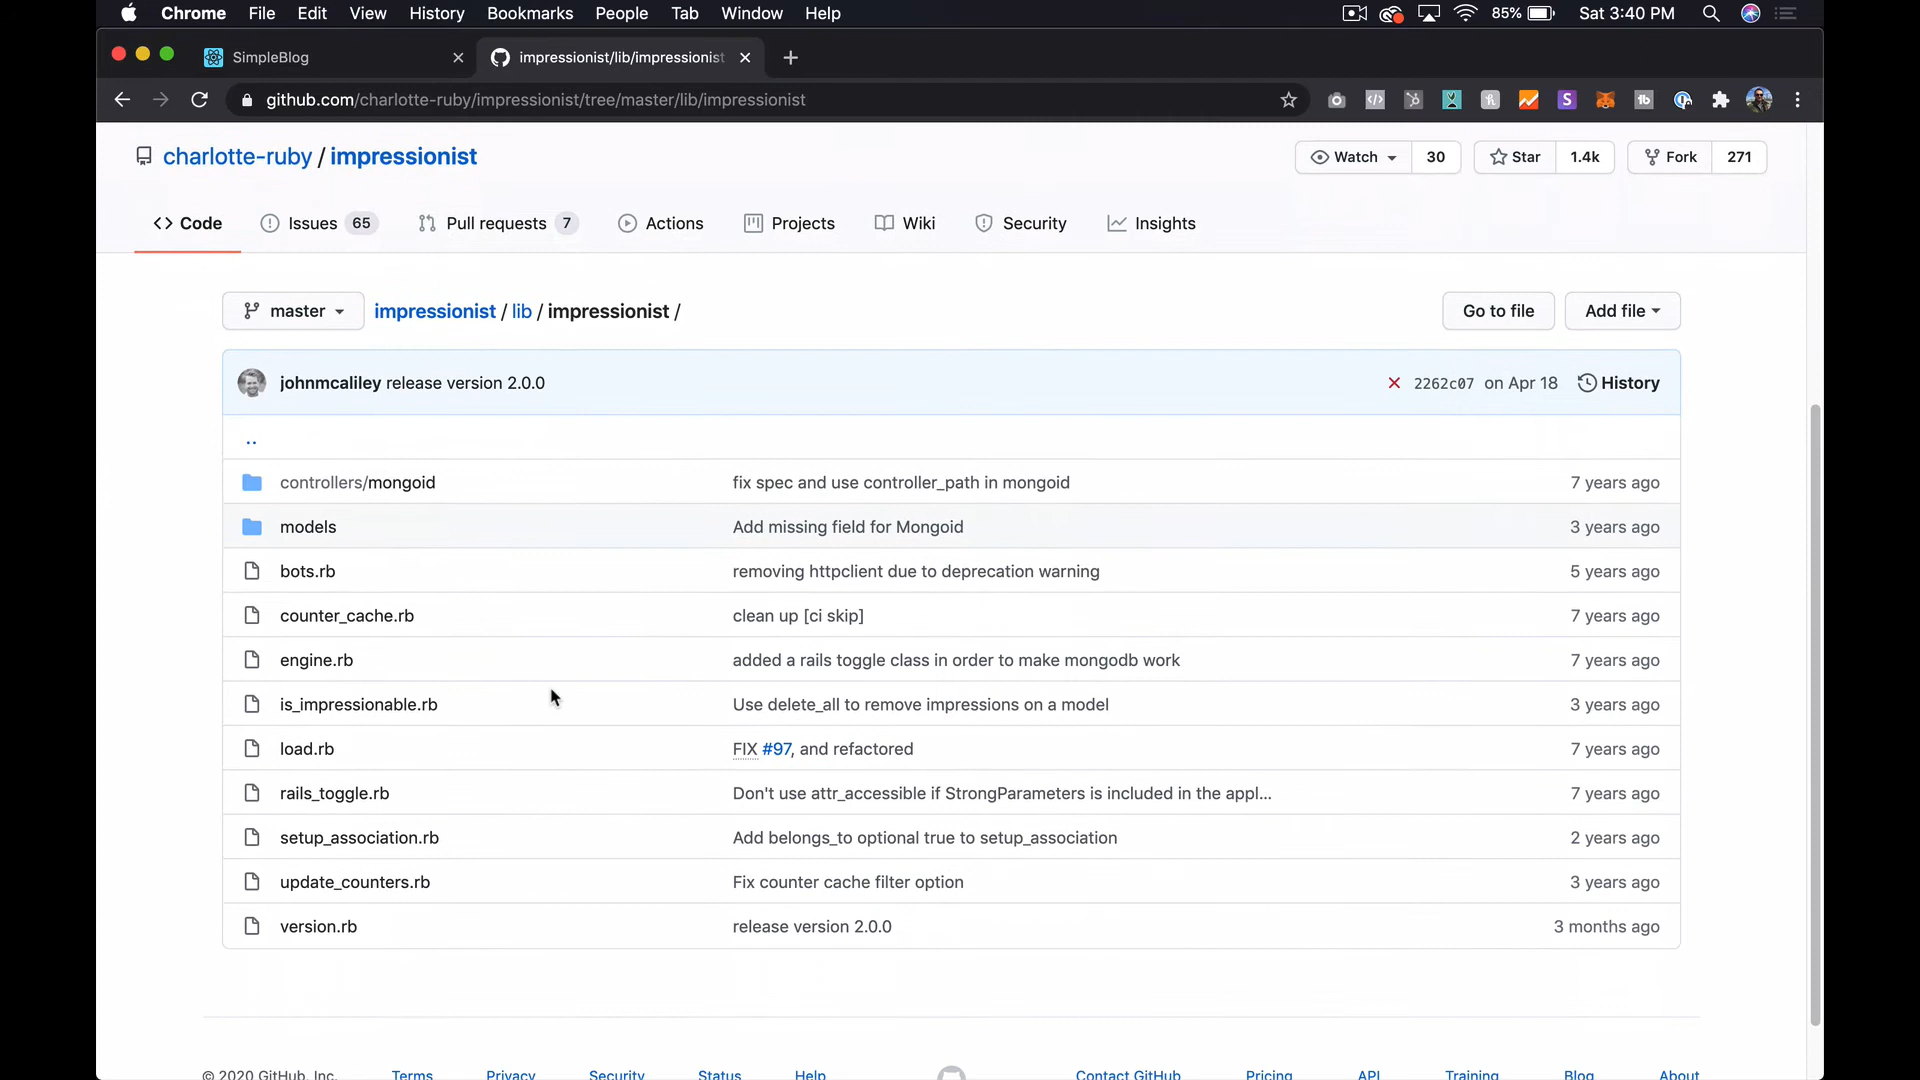 Chrome File Edit View History Bookmarks People Tab Window Help 85% Sat 3:40 PM
SimpleBlog impressionist/lib/impressionist
github.com/charlotte-ruby/impressionist/tree/master/lib/impressionist
charlotte-ruby / impressionist Watch 30 Star 1.4k Fork 271
Code Issues 65 Pull requests 7 Actions Projects Wiki Security Insights
master impressionist / lib / impressionist / Go to file Add file
johnmcaliley release version 2.0.0 2262c07 on Apr 18 History
..
controllers/mongoid fix spec and use controller_path in mongoid 7 years ago
models Add missing field for Mongoid 3 years ago
bots.rb removing httpclient due to deprecation warning 5 years ago
counter_cache.rb clean up [ci skip] 7 years ago
engine.rb added a rails toggle class in order to make mongodb work 7 years ago
is_impressionable.rb Use delete_all to remove impressions on a model 3 years ago
load.rb FIX #97, and refactored 7 years ago
rails_toggle.rb Don't use attr_accessible if StrongParameters is included in the appl... 7 years ago
setup_association.rb Add belongs_to optional true to setup_association 2 years ago
update_counters.rb Fix counter cache filter option 3 years ago
version.rb release version 2.0.0 3 months ago
© 2020 GitHub, Inc. Terms Privacy Security Status Help Contact GitHub Pricing API Training Blog About